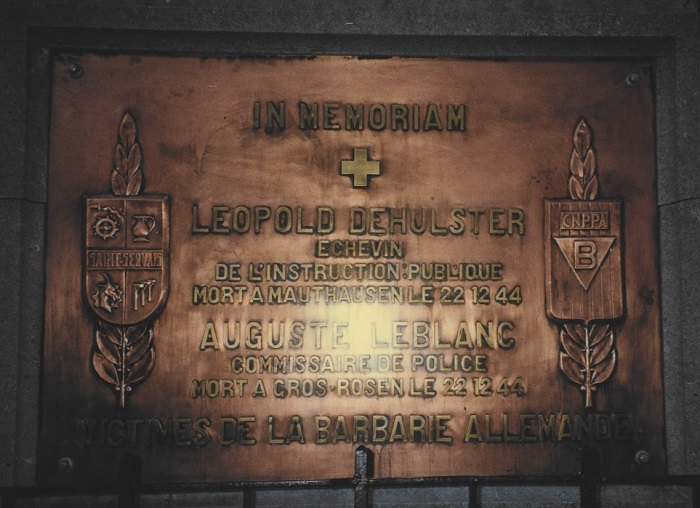 IN MEMORIAM
LEOPOLD DEHULSTER
ECHEVIN
DE L'INSTRUCTION PUBLIQUE
MORT A MAUTHAUSEN LE 22 12 44
AUGUSTE LEBLANC
COMMISSAIRE DE POLICE
MORT A GROS-ROSEN LE 22 12 44
VICTIMES DE LA BARBARIE ALLEMANDE
SAINT-SERVAIS
CNPPA
B